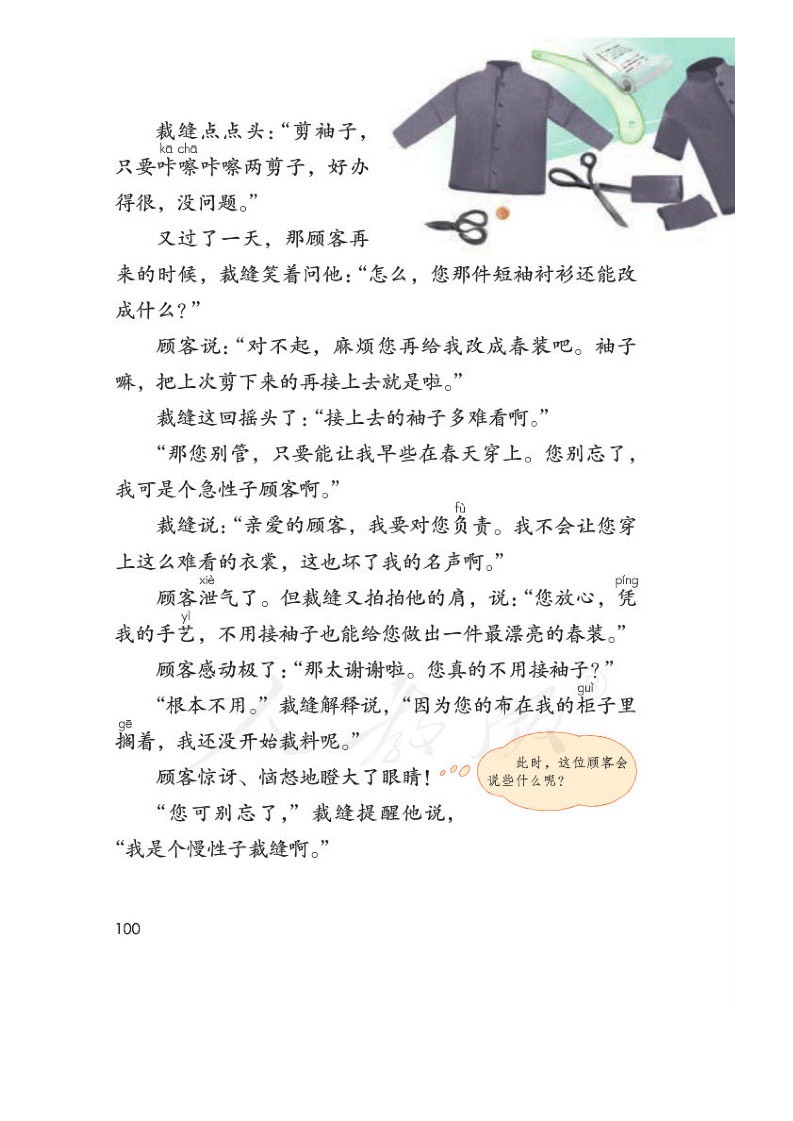 裁缝点点头：“剪袖子，
kā chā
只要咔嚓咔嚓两剪子，好办
得很，没问题。”
又过了一天，那顾客再
来的时候，裁缝笑着问他：“怎么，您那件短袖衬衫还能改
成什么？”
顾客说：“对不起，麻烦您再给我改成春装吧。袖子
嘛，把上次剪下来的再接上去就是啦。”
裁缝这回摇头了：“接上去的袖子多难看啊。”
“那您别管，只要能让我早些在春天穿上。您别忘了，
我可是个急性子顾客啊。”
fù
裁缝说：“亲爱的顾客，我要对您负责。我不会让您穿
上这么难看的衣裳，这也坏了我的名声啊。”
xiè píng
顾客泄气了。但裁缝又拍拍他的肩，说：“您放心，凭
yì
我的手艺，不用接袖子也能给您做出一件最漂亮的春装。”
顾客感动极了：“那太谢谢啦。您真的不用接袖子？”
guì
“根本不用。”裁缝解释说，“因为您的布在我的柜子里
gē
搁着，我还没开始裁料呢。”
顾客惊讶、恼怒地瞪大了眼睛！
此时，这位顾客会
说些什么呢？
“您可别忘了，”裁缝提醒他说，
“我是个慢性子裁缝啊。”
100
人教版